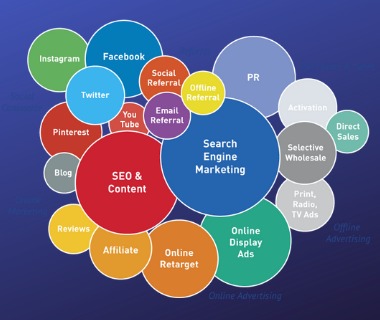 Instagram
Facebook
Social
Referral
Offline
Referral
PR
Twitter
You
Tube
Email
Referral
Activation
Direct
Sales
Pinterest
Search
Engine
Marketing
Selective
Wholesale
Blog
SEO &
Content
Print,
Radio,
TV Ads
Reviews
Affiliate
Online
Retarget
Online
Display
Ads
Offline
Advertising
Online Advertising